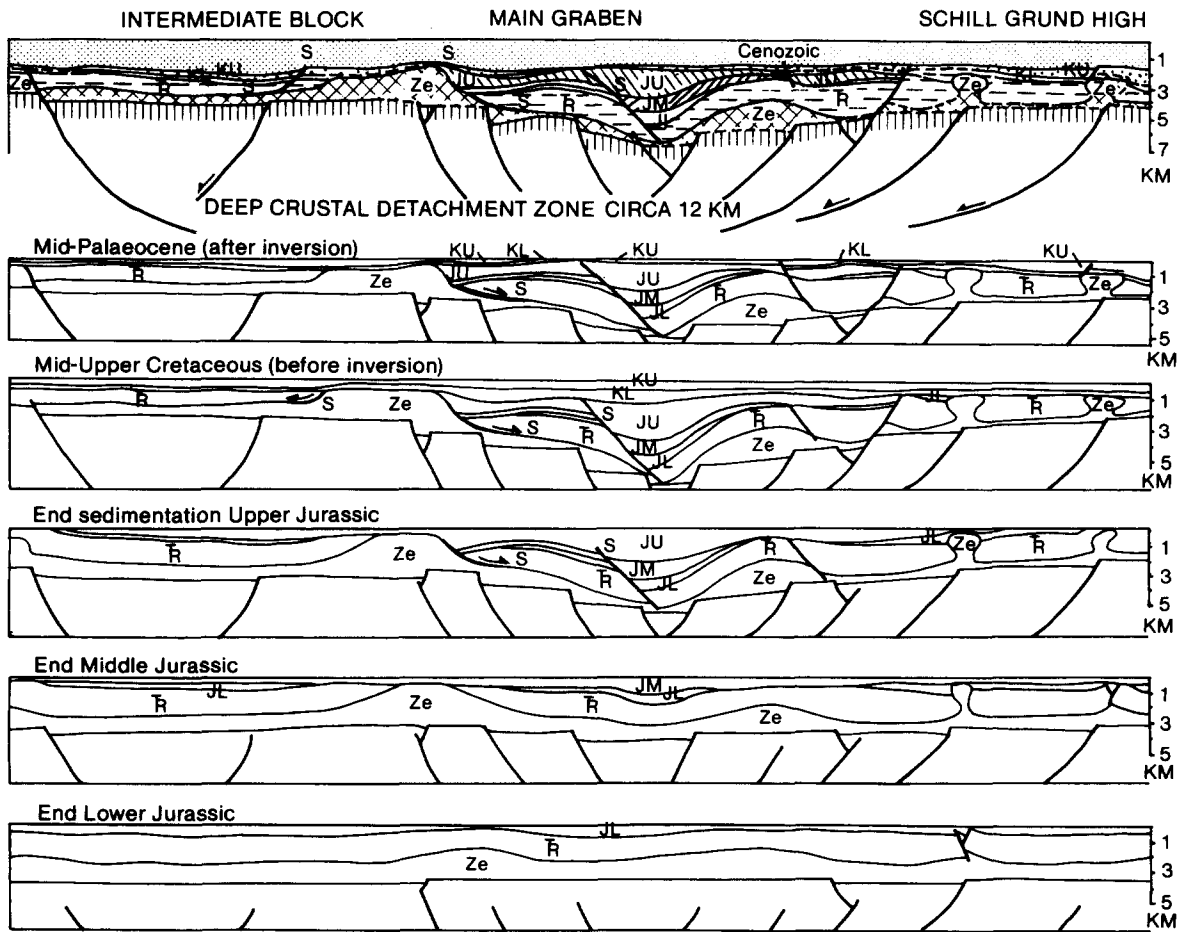 INTERMEDIATE BLOCK MAIN GRABEN SCHILL GRUND HIGH
S S Cenozoic
KU KU
KL
Ze Ze JU S JU JU Ze Ze
R S S R JM R
JL Ze
1
3
5
7
KM
DEEP CRUSTAL DETACHMENT ZONE CIRCA 12 KM
Mid-Palaeocene (after inversion)
KU KL KU KL KU
R Ze JU S JU R R Ze
JM JL Ze
1
3
5
KM
Mid-Upper Cretaceous (before inversion)
KU
KL
R S Ze S R S JU R JL R Ze
JM JL Ze
1
3
5
KM
End sedimentation Upper Jurassic
R Ze S R S JU R JL Ze R
JM JL Ze
1
3
5
KM
End Middle Jurassic
JL JM JL
R Ze R Ze
1
3
5
KM
End Lower Jurassic
JL
R
Ze
1
3
5
KM